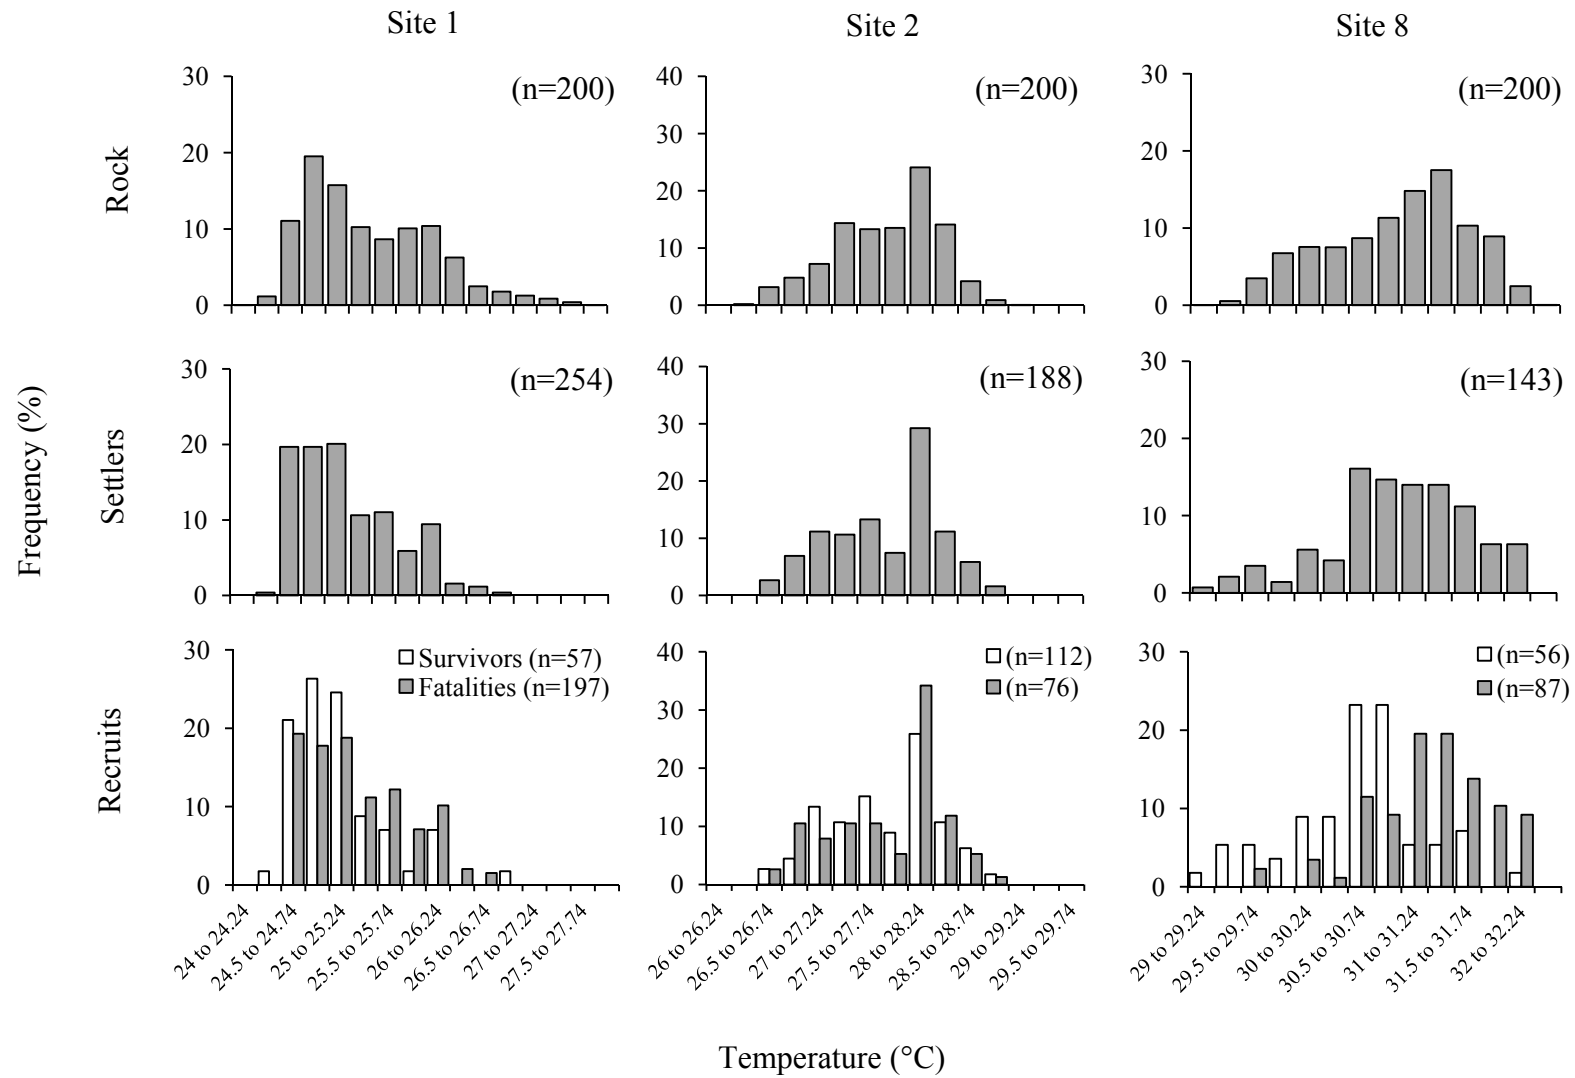 Site 1
Site 2
Site 8
Frequency (%)
Rock
30
20
10
0
(n=200)
40
30
20
10
0
(n=200)
30
20
10
0
(n=200)
Settlers
30
20
10
0
(n=254)
40
30
20
10
0
(n=188)
30
20
10
0
(n=143)
Recruits
30
20
10
0
Survivors (n=57)
Fatalities (n=197)
40
30
20
10
0
(n=112)
(n=76)
30
20
10
0
(n=56)
(n=87)
24 to 24.24
24.5 to 24.74
25 to 25.24
25.5 to 25.74
26 to 26.24
26.5 to 26.74
27 to 27.24
27.5 to 27.74
26 to 26.24
26.5 to 26.74
27 to 27.24
27.5 to 27.74
28 to 28.24
28.5 to 28.74
29 to 29.24
29.5 to 29.74
29 to 29.24
29.5 to 29.74
30 to 30.24
30.5 to 30.74
31 to 31.24
31.5 to 31.74
32 to 32.24
Temperature (°C)